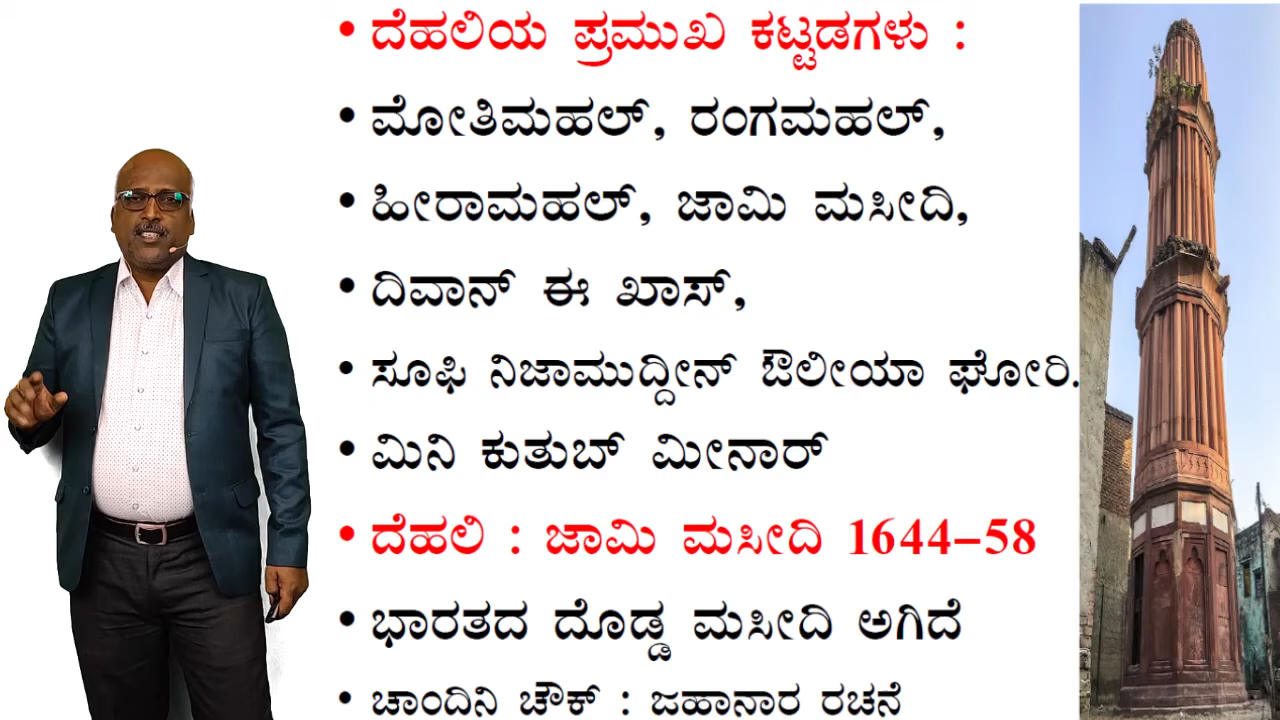 • ದೆಹಲಿಯ ಪ್ರಮುಖ ಕಟ್ಟಡಗಳು :
• ಮೋತಿಮಹಲ್, ರಂಗಮಹಲ್,
• ಹೀರಾಮಹಲ್, ಜಾಮಿ ಮಸೀದಿ,
• ದಿವಾನ್ ಈ ಖಾಸ್,
• ಸೂಫಿ ನಿಜಾಮುದ್ದೀನ್ ಔಲೀಯಾ ಘೋರಿ.
• ಮಿನಿ ಕುತುಬ್ ಮೀನಾರ್
• ದೆಹಲಿ : ಜಾಮಿ ಮಸೀದಿ 1644-58
• ಭಾರತದ ದೊಡ್ಡ ಮಸೀದಿ ಅಗಿದೆ
• ಚಾಂದಿನಿ ಚೌಕ್ : ಜಹಾನಾರ ರಚನೆ